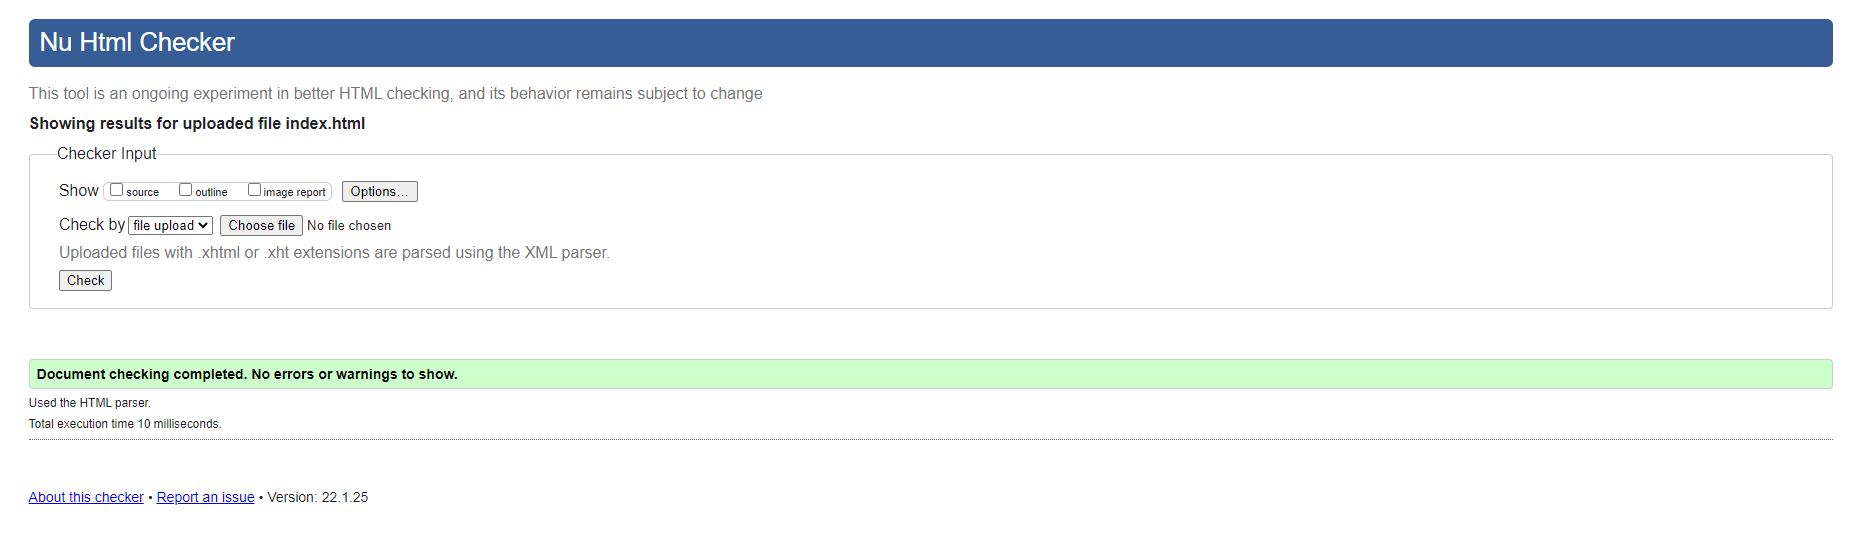 Nu Html Checker
This tool is an ongoing experiment in better HTML checking, and its behavior remains subject to change
Showing results for uploaded file index.html
Checker Input
Show source outline image report Options...
Check by file upload Choose file No file chosen
Uploaded files with .xhtml or .xht extensions are parsed using the XML parser.
Check
Document checking completed. No errors or warnings to show.
Used the HTML parser.
Total execution time 10 milliseconds.
About this checker • Report an issue • Version: 22.1.25